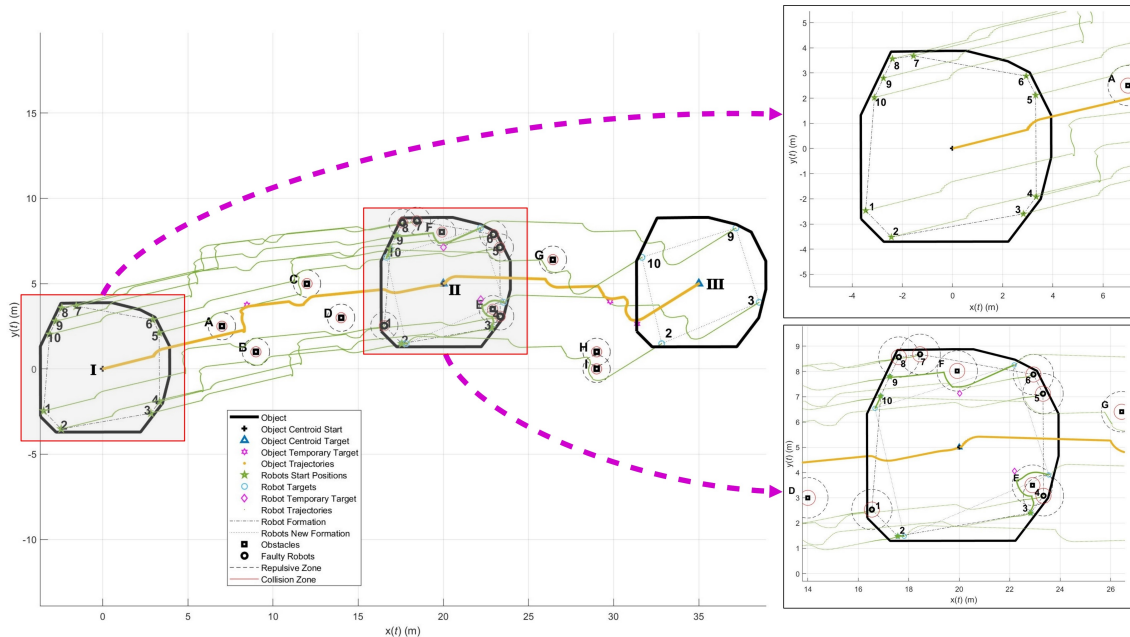 15
10
5
0
-5
-10
y(t) (m)
0
5
10
15
20
25
30
35
x(t) (m)
I
II
III
A
B
C
D
E
F
G
H
I
1
2
3
4
5
6
7
8
9
10
1
2
3
4
5
6
7
8
9
10
2
3
9
10
Object
Object Centroid Start
Object Centroid Target
Object Temporary Target
Object Trajectories
Robots Start Positions
Robot Targets
Robot Temporary Target
Robot Trajectories
Robot Formation
Robots New Formation
Obstacles
Faulty Robots
Repulsive Zone
Collision Zone
5
4
3
2
1
0
-1
-2
-3
-4
-5
y(t) (m)
-4
-2
0
2
4
6
x(t) (m)
8
7
9
10
6
5
4
3
1
2
A
9
8
7
6
5
4
3
2
1
0
y(t) (m)
14
16
18
20
22
24
26
x(t) (m)
8
7
F
6
9
5
10
G
E
D
4
1
3
2